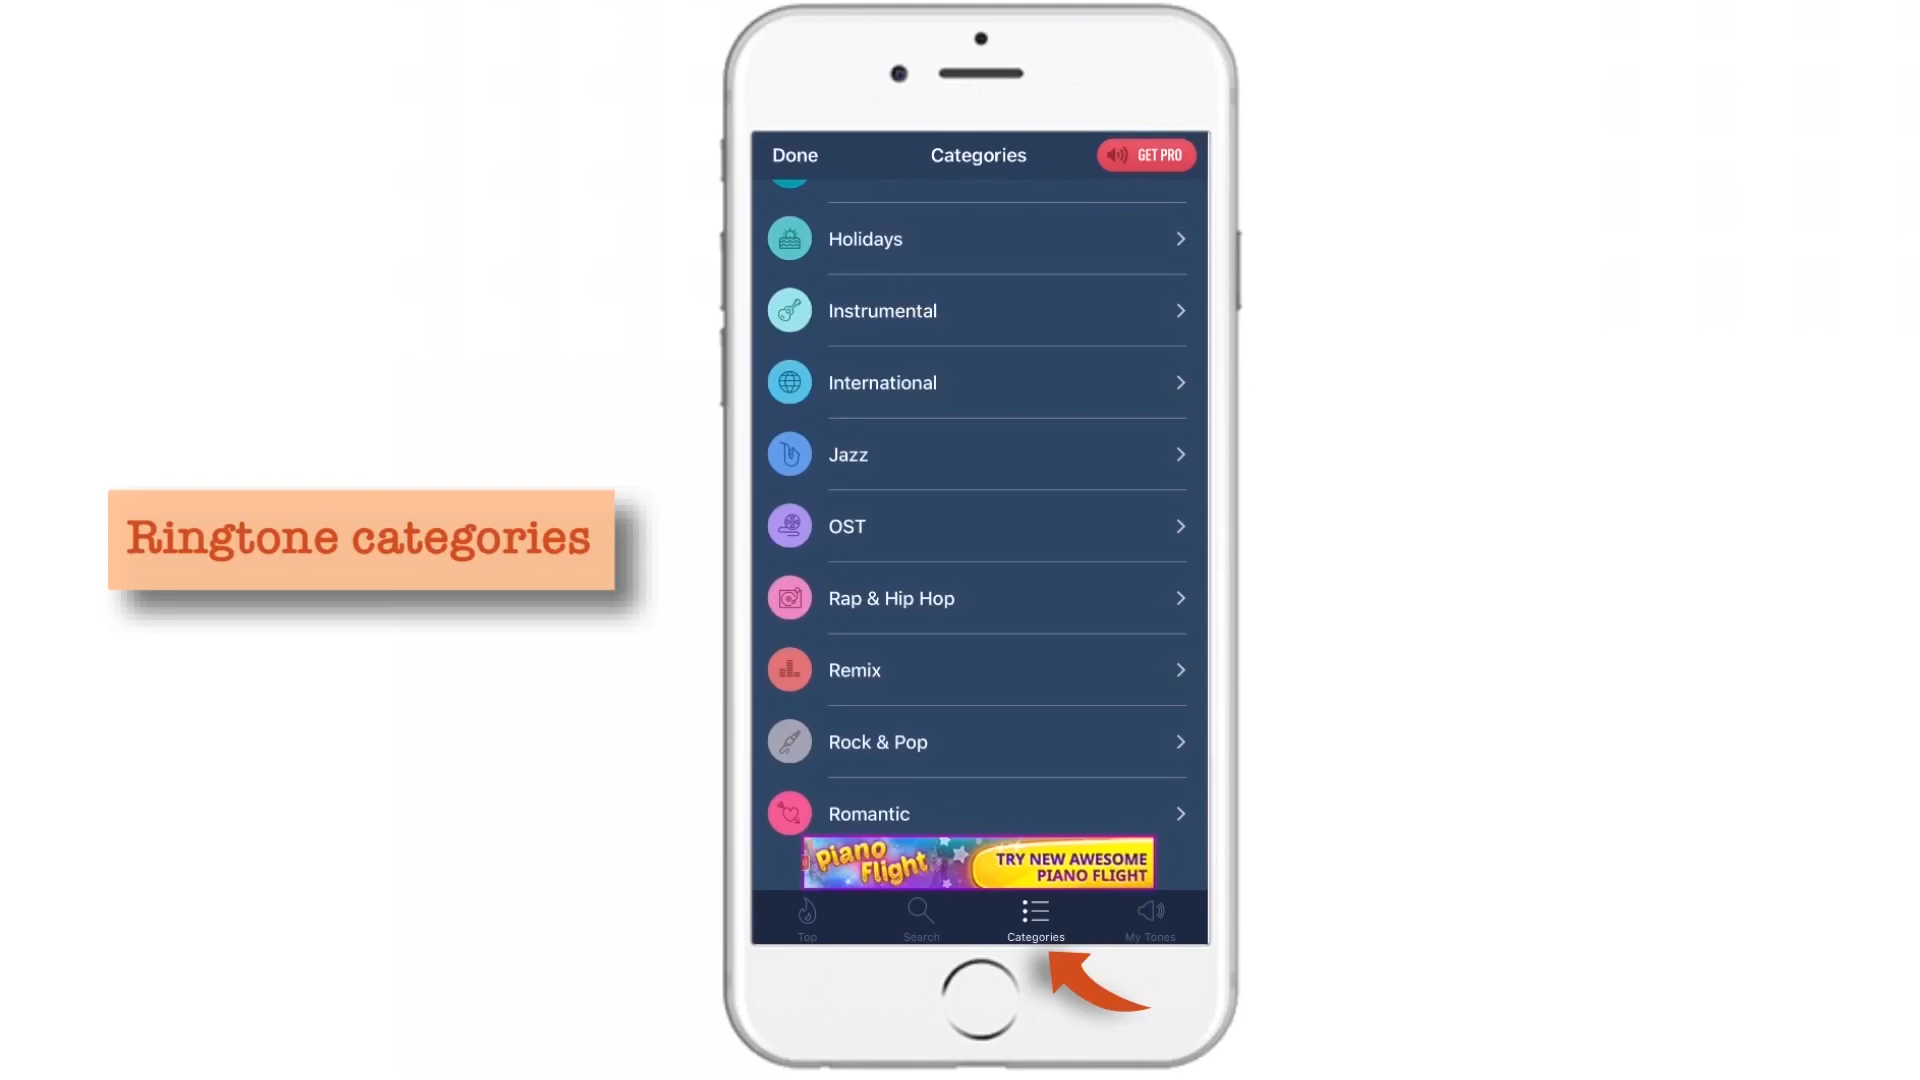 Done
Categories
GET PRO
Holidays
Instrumental
International
Jazz
OST
Rap & Hip Hop
Remix
Rock & Pop
Romantic
Piano
Flight
TRY NEW AWESOME
PIANO FLIGHT
Top
Search
Categories
My Tones
Ringtone categories